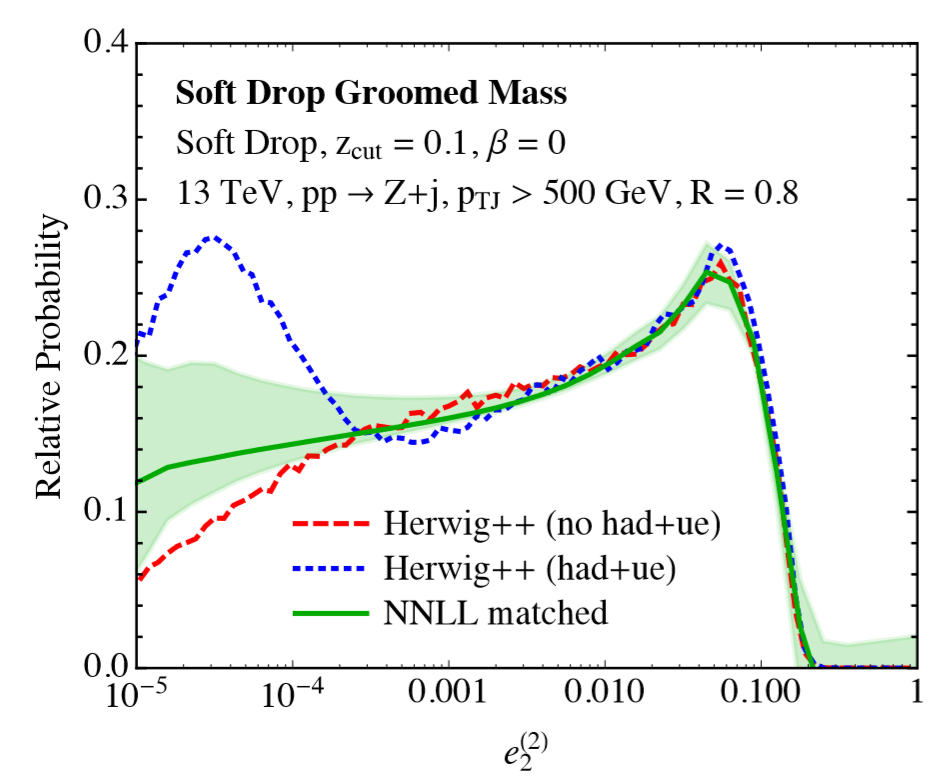 Soft Drop Groomed Mass
Soft Drop, z_cut = 0.1, β = 0
13 TeV, pp → Z+j, p_TJ > 500 GeV, R = 0.8
Relative Probability
0.4
0.3
0.2
0.1
0.0
Herwig++ (no had+ue)
Herwig++ (had+ue)
NNLL matched
10⁻⁵ 10⁻⁴ 0.001 0.010 0.100 1
e₂⁽²⁾